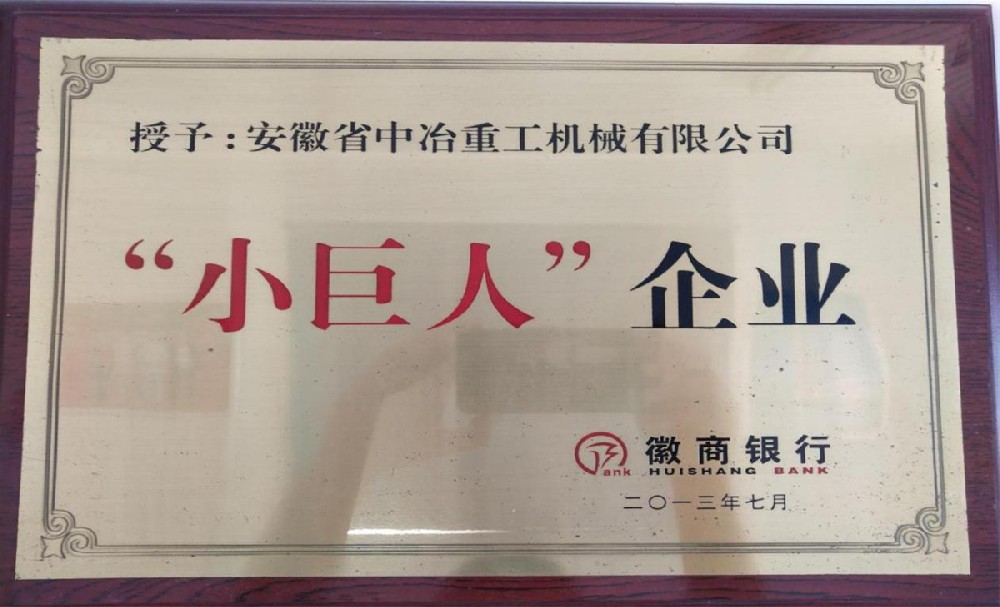 授予：安徽省中冶重工机械有限公司
“小巨人”企业
Bank 徽商银行
HUISHANG BANK
二〇一三年七月